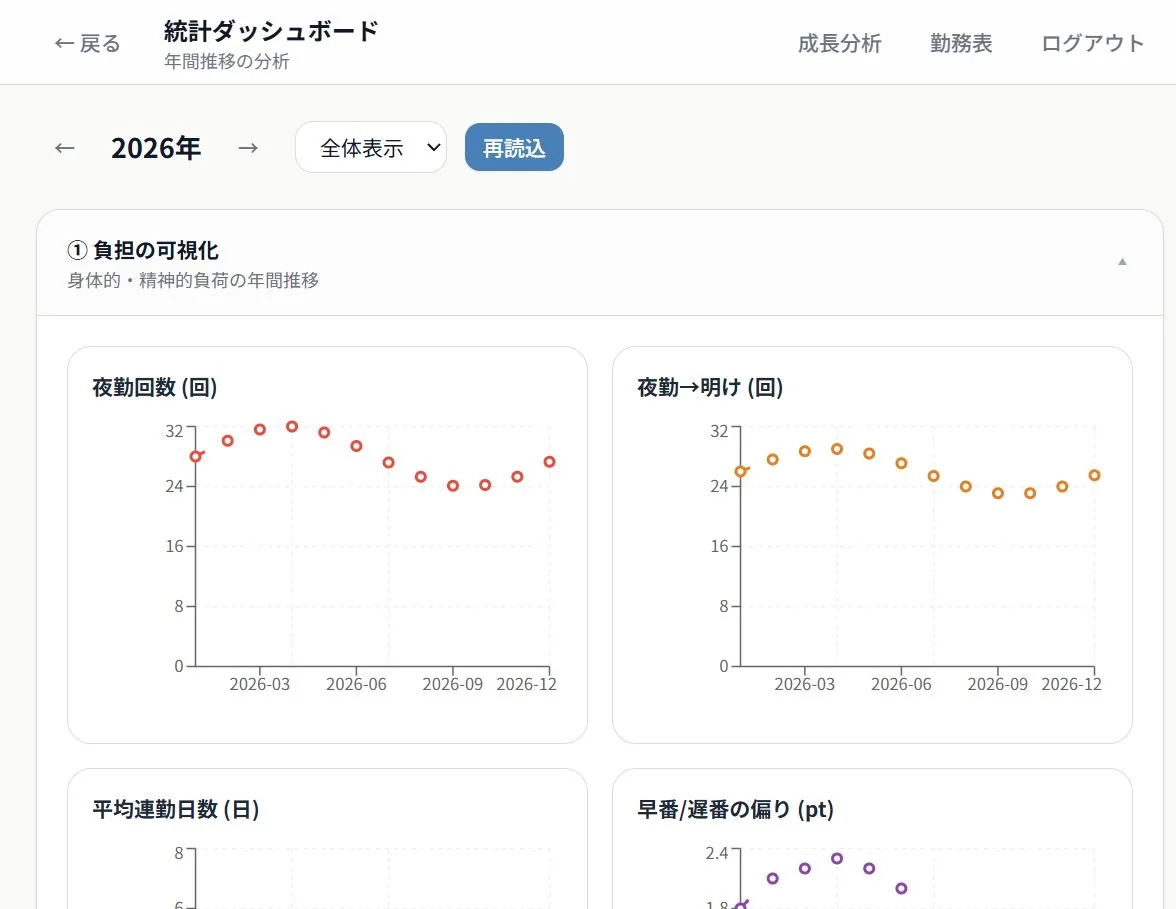 ← 戻る
統計ダッシュボード
年間推移の分析
成長分析
勤務表
ログアウト
← 2026年 →
全体表示
再読込
① 負担の可視化
身体的・精神的負荷の年間推移
▲
夜勤回数 (回)
32
24
16
8
0
2026-03 2026-06 2026-09 2026-12
夜勤→明け (回)
32
24
16
8
0
2026-03 2026-06 2026-09 2026-12
平均連勤日数 (日)
8
6
早番/遅番の偏り (pt)
2.4
1.8